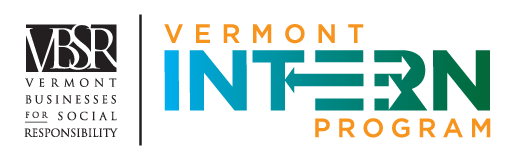 VBSR
VERMONT
BUSINESSES
FOR SOCIAL
RESPONSIBILITY
VERMONT
INTERN
PROGRAM